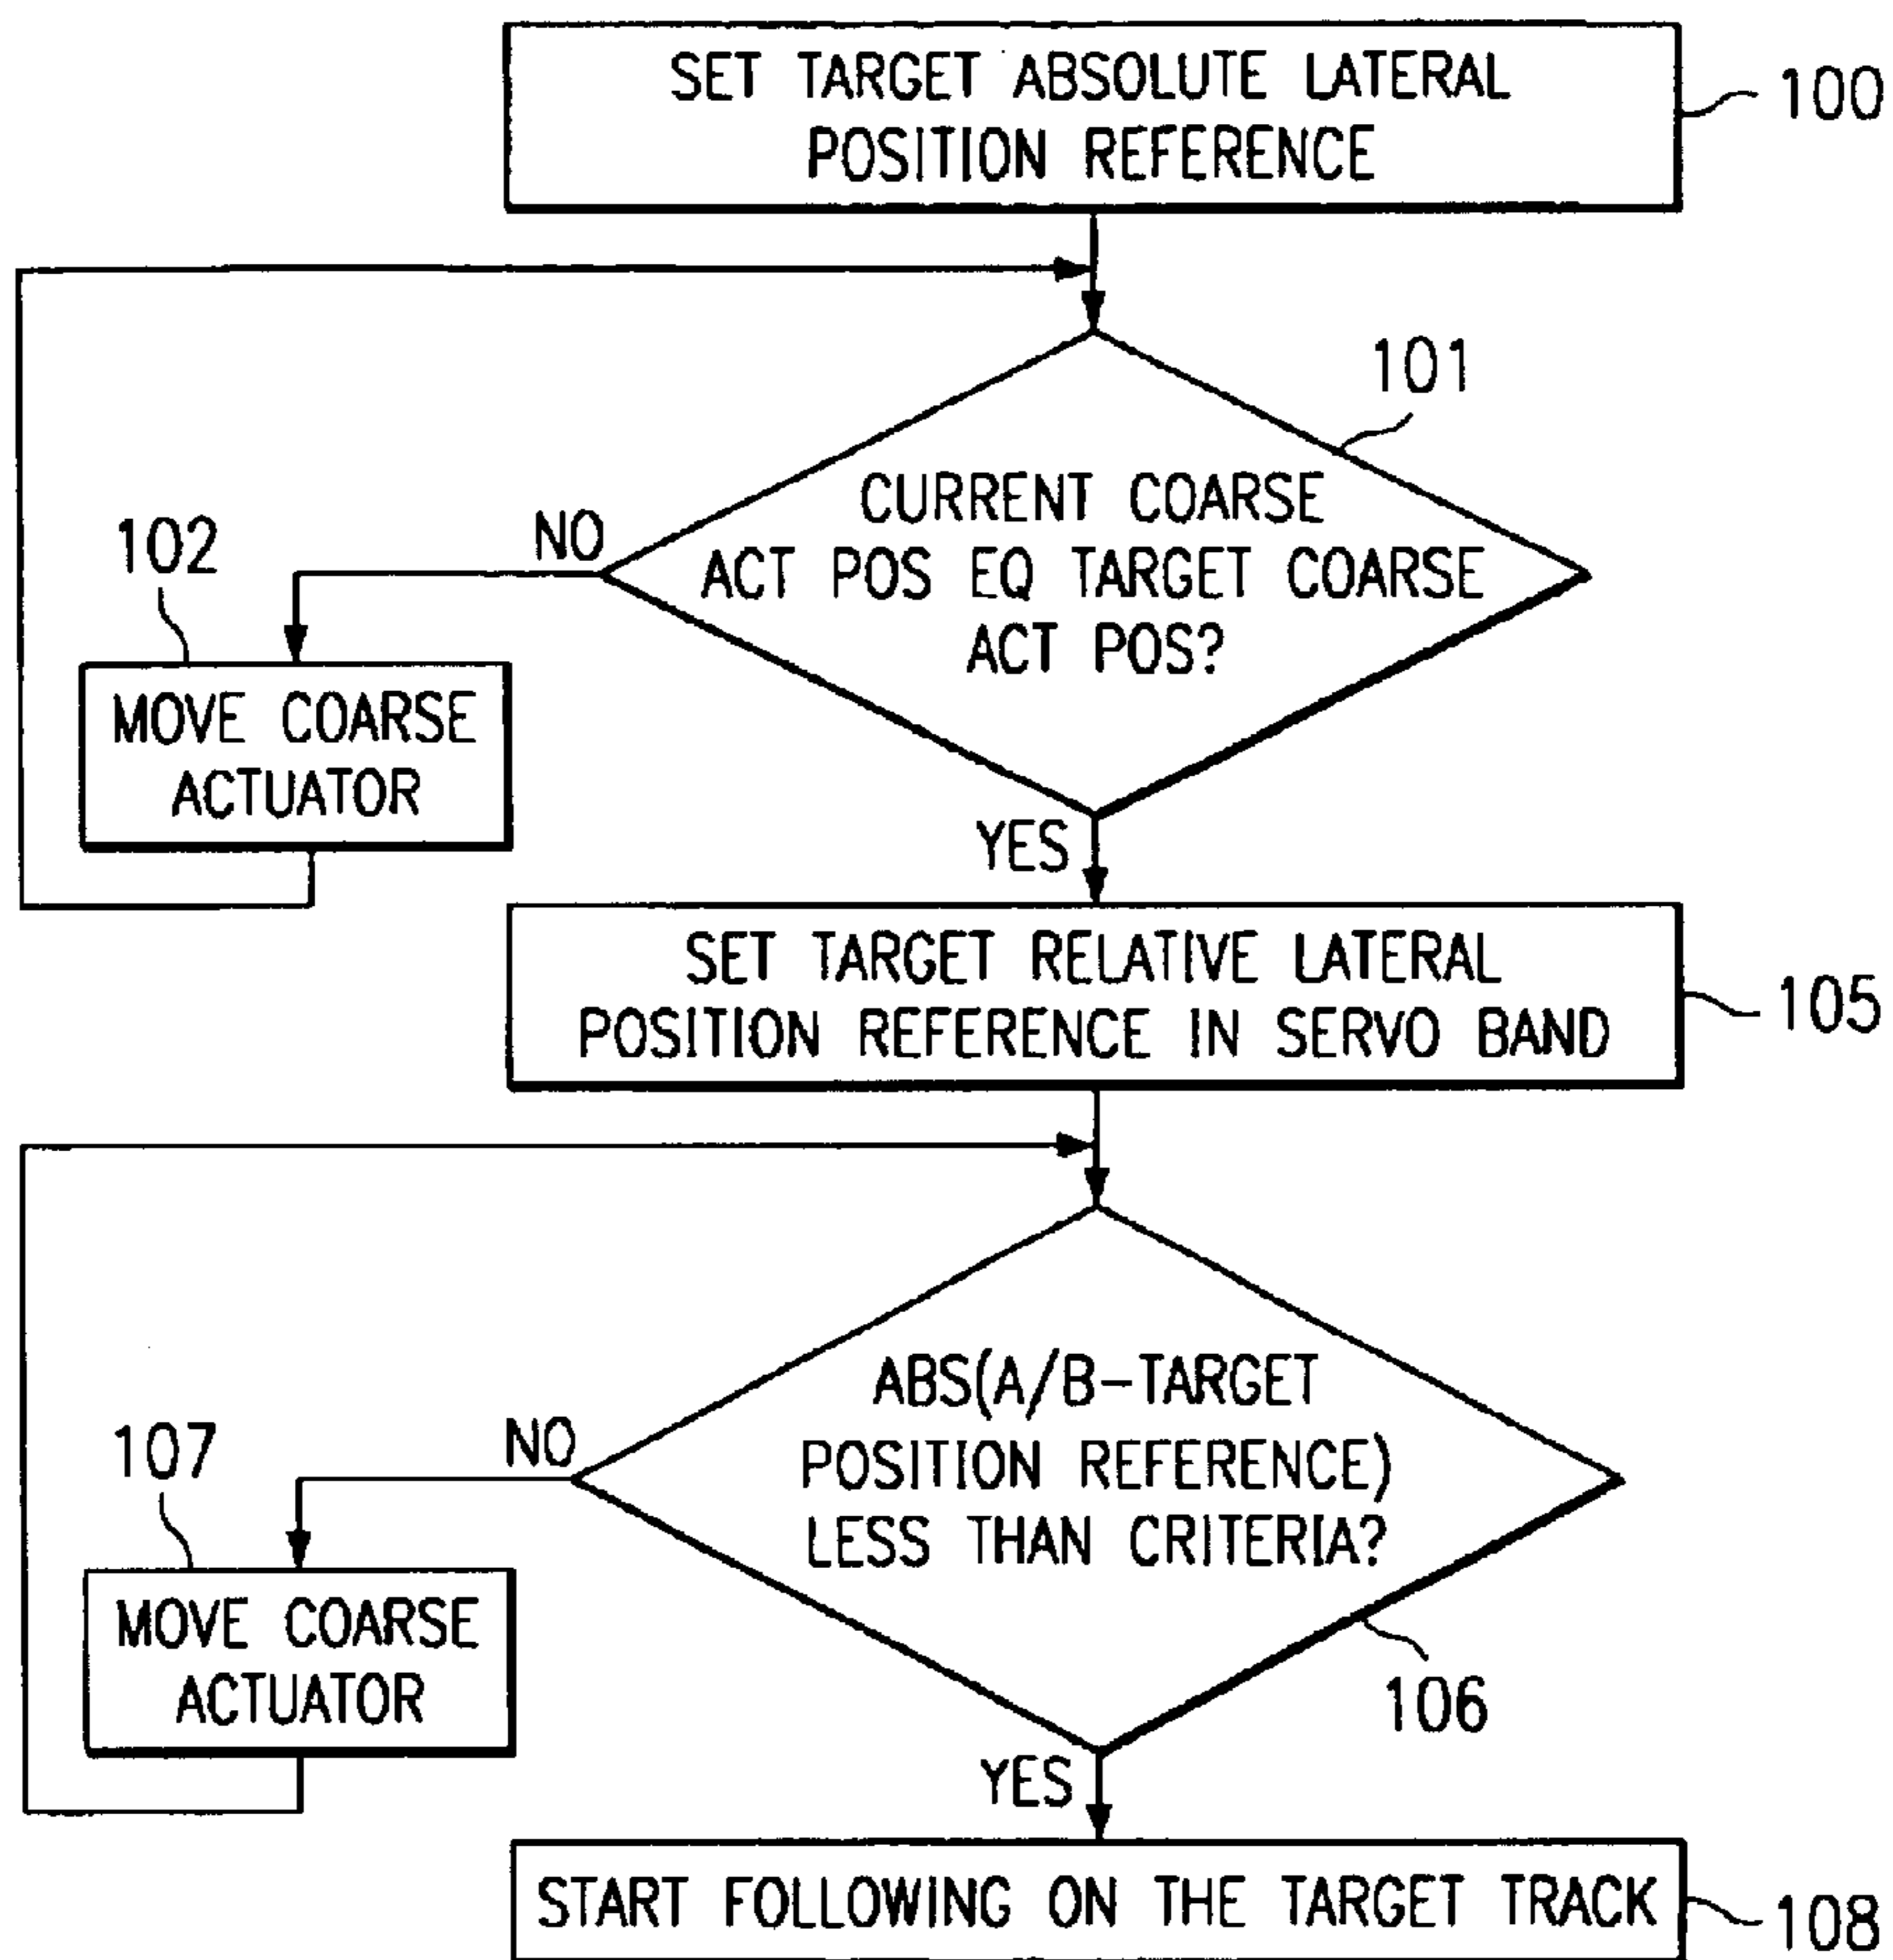 SET TARGET ABSOLUTE LATERAL
POSITION REFERENCE
100
101
CURRENT COARSE
ACT POS EQ TARGET COARSE
ACT POS?
NO
102
MOVE COARSE
ACTUATOR
YES
SET TARGET RELATIVE LATERAL
POSITION REFERENCE IN SERVO BAND
105
ABS(A/B-TARGET
POSITION REFERENCE)
LESS THAN CRITERIA?
NO
107
MOVE COARSE
ACTUATOR
106
YES
START FOLLOWING ON THE TARGET TRACK
108